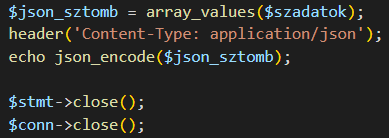 $json_sztomb = array_values($szadatok);
header('Content-Type: application/json');
echo json_encode($json_sztomb);
$stmt->close();
$conn->close();